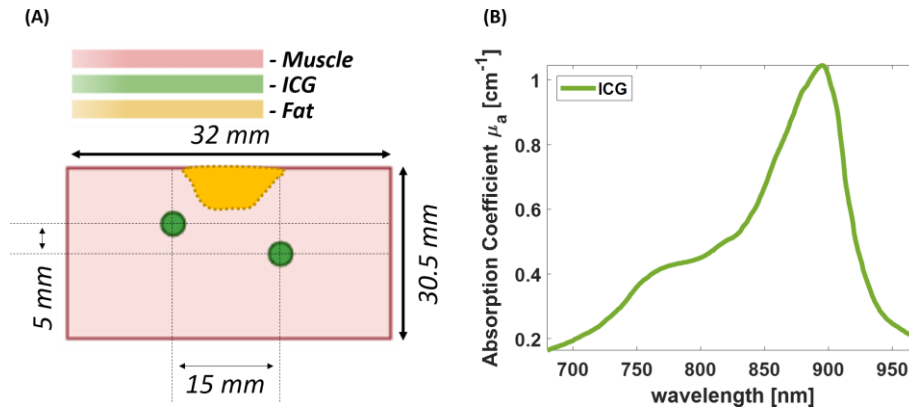 (A)
- Muscle
- ICG
- Fat
32 mm
30.5 mm
5 mm
15 mm
(B)
Absorption Coefficient μa [cm-1]
1
0.8
0.6
0.4
0.2
ICG
700 750 800 850 900 950
wavelength [nm]